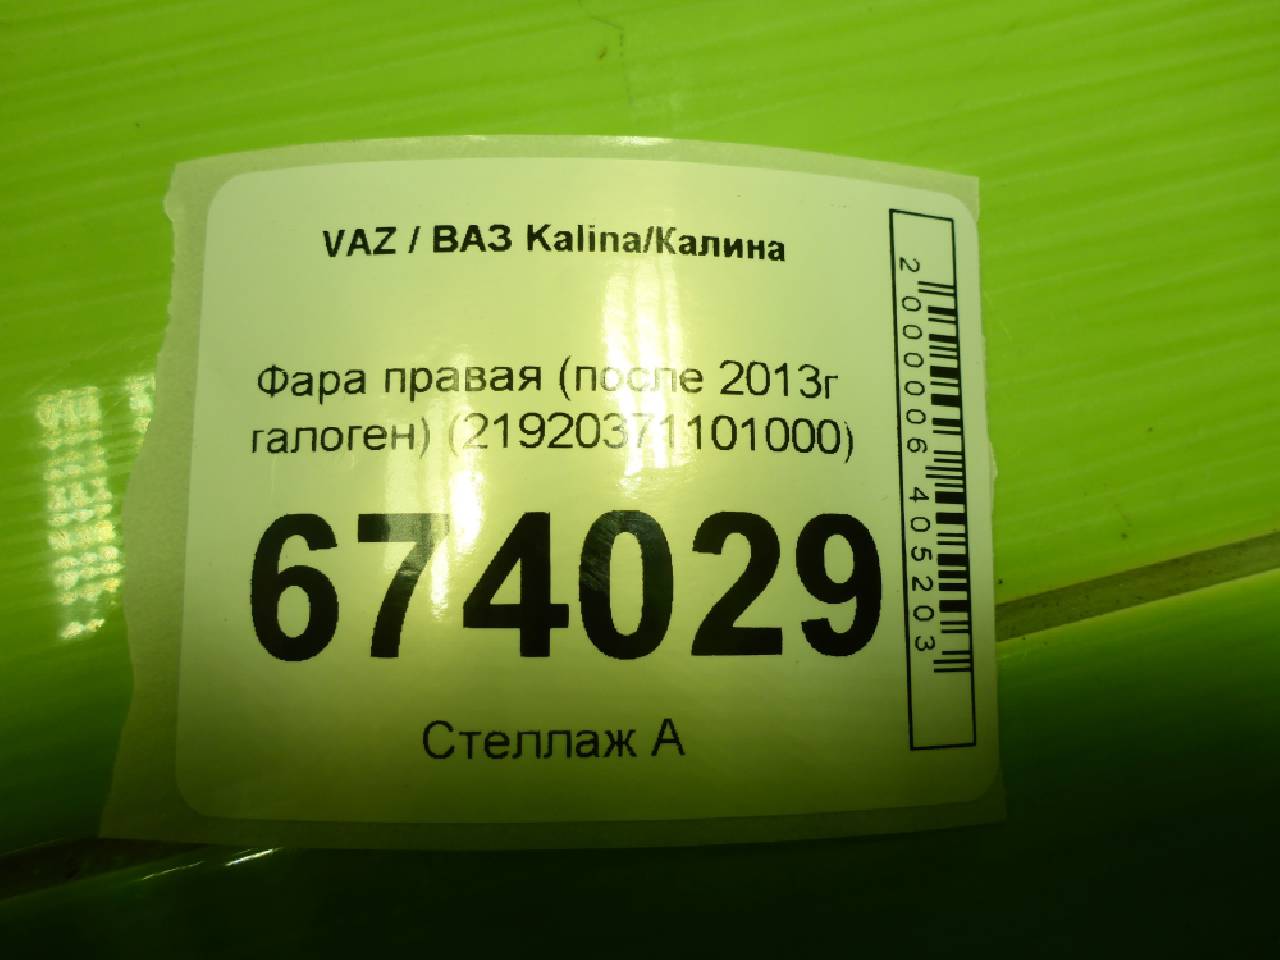 VAZ / ВАЗ Kalina/Калина
Фара правая (после 2013г
галоген) (21920371101000)
674029
Стеллаж А
2000006405203